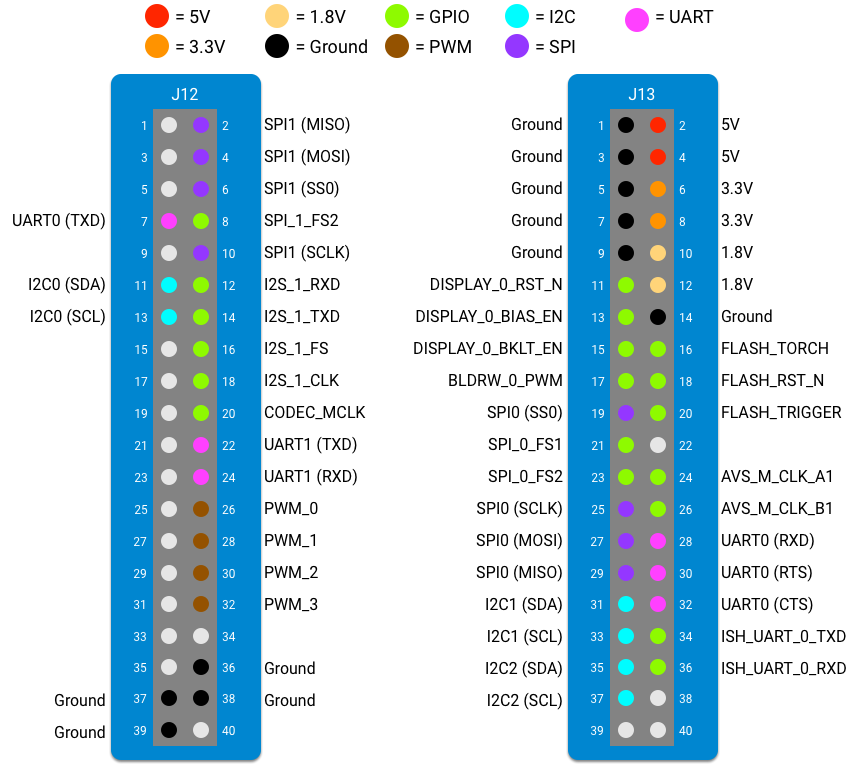 = 5V = 1.8V = GPIO = I2C = UART
= 3.3V = Ground = PWM = SPI
J12 J13
1 2 SPI1 (MISO) Ground 1 2 5V
3 4 SPI1 (MOSI) Ground 3 4 5V
5 6 SPI1 (SS0) Ground 5 6 3.3V
UART0 (TXD) 7 8 SPI_1_FS2 Ground 7 8 3.3V
9 10 SPI1 (SCLK) Ground 9 10 1.8V
I2C0 (SDA) 11 12 I2S_1_RXD DISPLAY_0_RST_N 11 12 1.8V
I2C0 (SCL) 13 14 I2S_1_TXD DISPLAY_0_BIAS_EN 13 14 Ground
15 16 I2S_1_FS DISPLAY_0_BKLT_EN 15 16 FLASH_TORCH
17 18 I2S_1_CLK BLDRW_0_PWM 17 18 FLASH_RST_N
19 20 CODEC_MCLK SPI0 (SS0) 19 20 FLASH_TRIGGER
21 22 UART1 (TXD) SPI_0_FS1 21 22
23 24 UART1 (RXD) SPI_0_FS2 23 24 AVS_M_CLK_A1
25 26 PWM_0 SPI0 (SCLK) 25 26 AVS_M_CLK_B1
27 28 PWM_1 SPI0 (MOSI) 27 28 UART0 (RXD)
29 30 PWM_2 SPI0 (MISO) 29 30 UART0 (RTS)
31 32 PWM_3 I2C1 (SDA) 31 32 UART0 (CTS)
33 34 I2C1 (SCL) 33 34 ISH_UART_0_TXD
35 36 Ground I2C2 (SDA) 35 36 ISH_UART_0_RXD
Ground 37 38 Ground I2C2 (SCL) 37 38
Ground 39 40 39 40